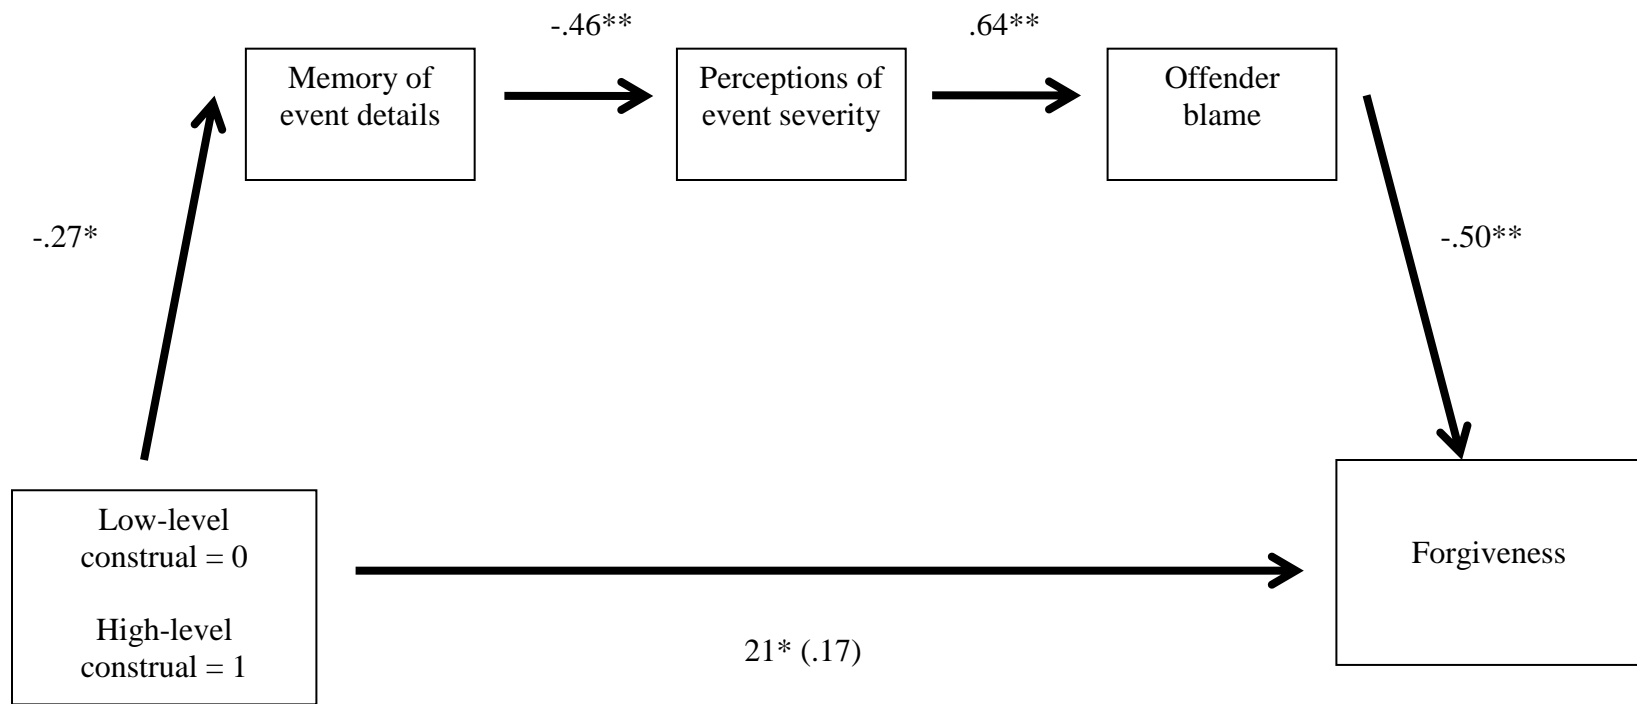 -.46**
.64**
Memory of
event details
Perceptions of
event severity
Offender
blame
-.27*
-.50**
Low-level
construal = 0
High-level
construal = 1
Forgiveness
21* (.17)